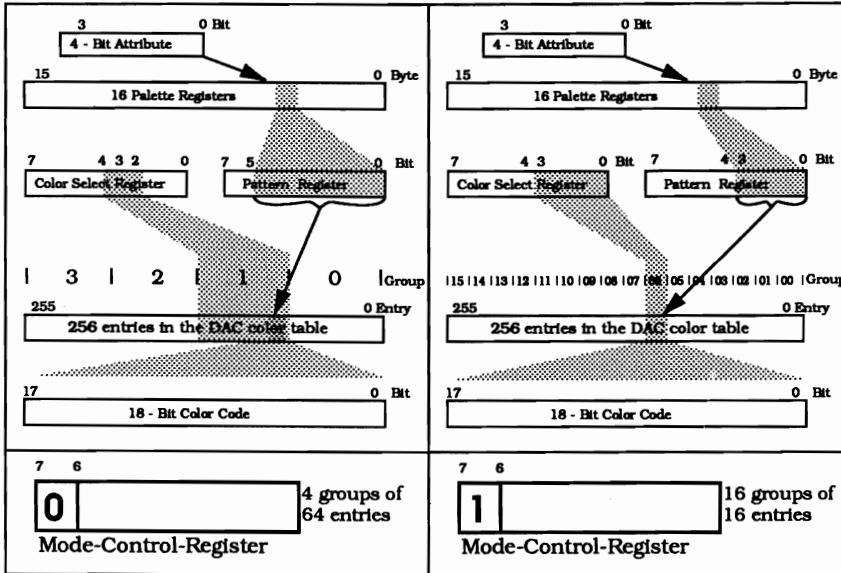 3 0 Bit
4 - Bit Attribute
15 0 Byte
16 Palette Registers
7 4 3 2 0 7 5 0 Bit
Color Select Register Pattern Register
| 3 | 2 | 1 | 0 | Group
255 0 Entry
256 entries in the DAC color table
17 0 Bit
18 - Bit Color Code
7 6
0
4 groups of
64 entries
Mode-Control-Register
3 0 Bit
4 - Bit Attribute
15 0 Byte
16 Palette Registers
7 4 3 0 Bit 7 4 3 0 Bit
Color Select Register Pattern Register
|15|14|13|12|11|10|09|08|07|06|05|04|03|02|01|00| Group
255 0 Entry
256 entries in the DAC color table
17 0 Bit
18 - Bit Color Code
7 6
1
16 groups of
16 entries
Mode-Control-Register